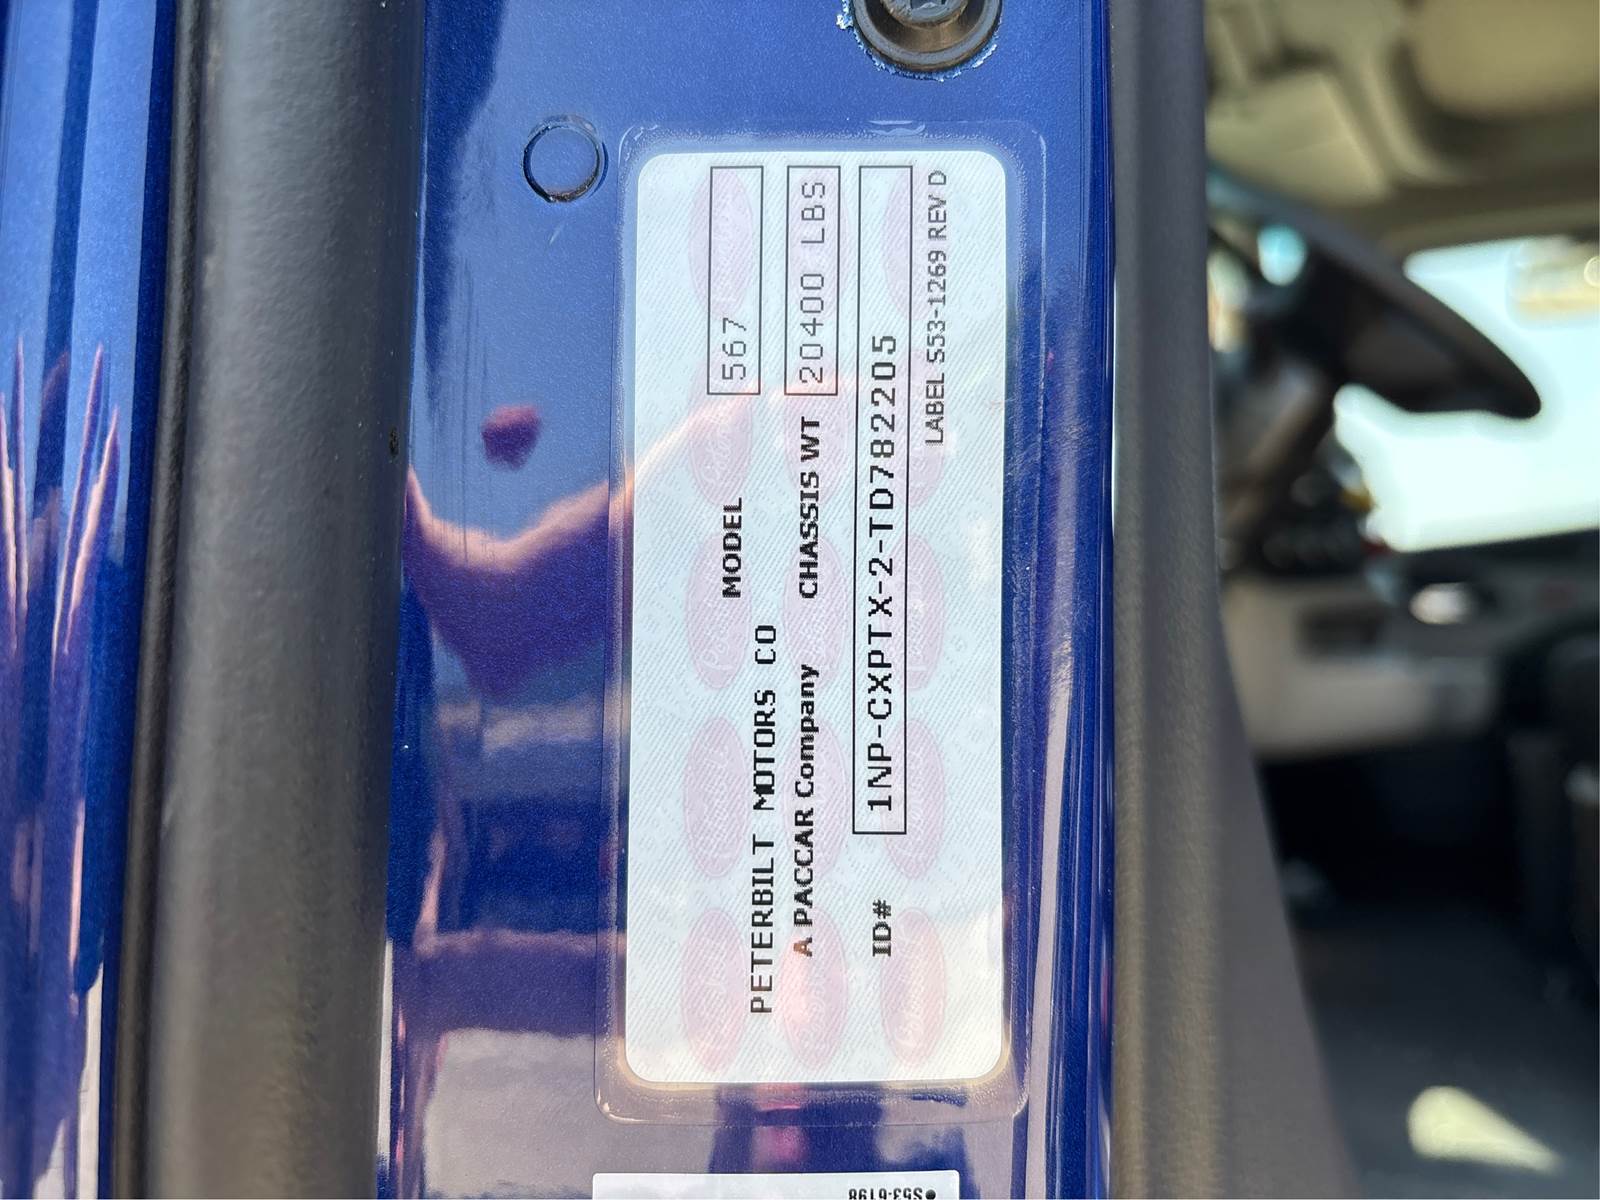 MODEL 567
PETERBILT MOTORS CO
A PACCAR Company CHASSIS WT 20400 LBS
ID# 1NP-CXPTX-2-TD782205
LABEL S53-1269 REV D
S53-6198